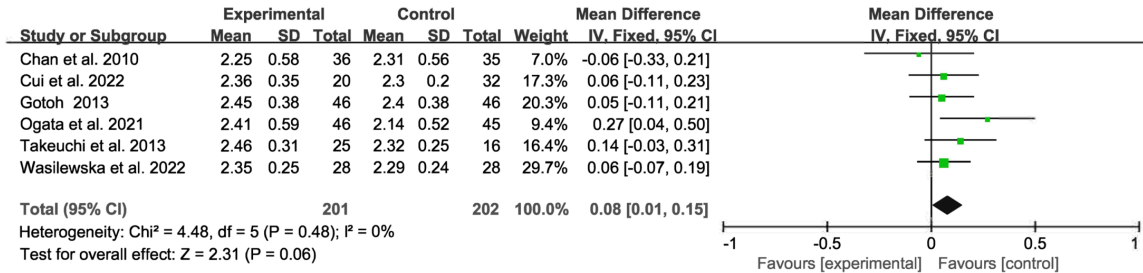 Experimental Control Mean Difference Mean Difference
Study or Subgroup Mean SD Total Mean SD Total Weight IV, Fixed, 95% CI IV, Fixed, 95% CI
Chan et al. 2010 2.25 0.58 36 2.31 0.56 35 7.0% -0.06 [-0.33, 0.21]
Cui et al. 2022 2.36 0.35 20 2.3 0.2 32 17.3% 0.06 [-0.11, 0.23]
Gotoh 2013 2.45 0.38 46 2.4 0.38 46 20.3% 0.05 [-0.11, 0.21]
Ogata et al. 2021 2.41 0.59 46 2.14 0.52 45 9.4% 0.27 [0.04, 0.50]
Takeuchi et al. 2013 2.46 0.31 25 2.32 0.25 16 16.4% 0.14 [-0.03, 0.31]
Wasilewska et al. 2022 2.35 0.25 28 2.29 0.24 28 29.7% 0.06 [-0.07, 0.19]
Total (95% CI) 201 202 100.0% 0.08 [0.01, 0.15]
Heterogeneity: Chi² = 4.48, df = 5 (P = 0.48); I² = 0%
Test for overall effect: Z = 2.31 (P = 0.06)
-1 -0.5 0 0.5 1
Favours [experimental] Favours [control]